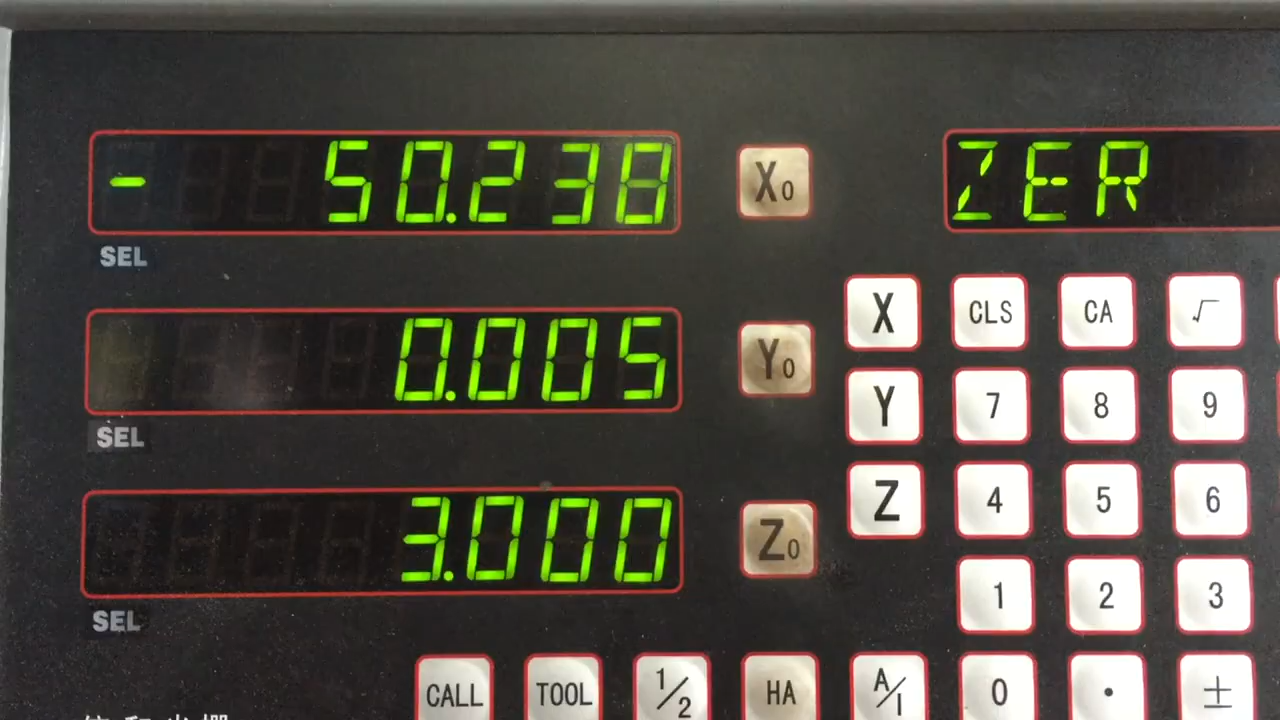 - 50.238 X0 ZER
SEL
X CLS CA √
0.005 Y0
Y 7 8 9
SEL
Z 4 5 6
3.000 Z0
1 2 3
SEL
CALL TOOL 1/2 HA A/I 0 . ±